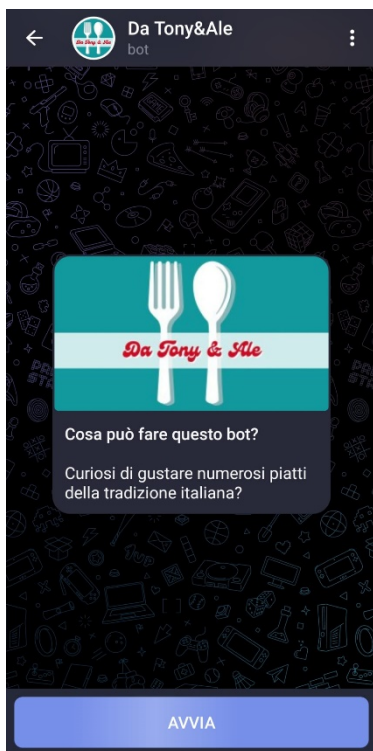 Da Tony&Ale
bot
Da Tony & Ale
Cosa può fare questo bot?
Curiosi di gustare numerosi piatti
della tradizione italiana?
AVVIA